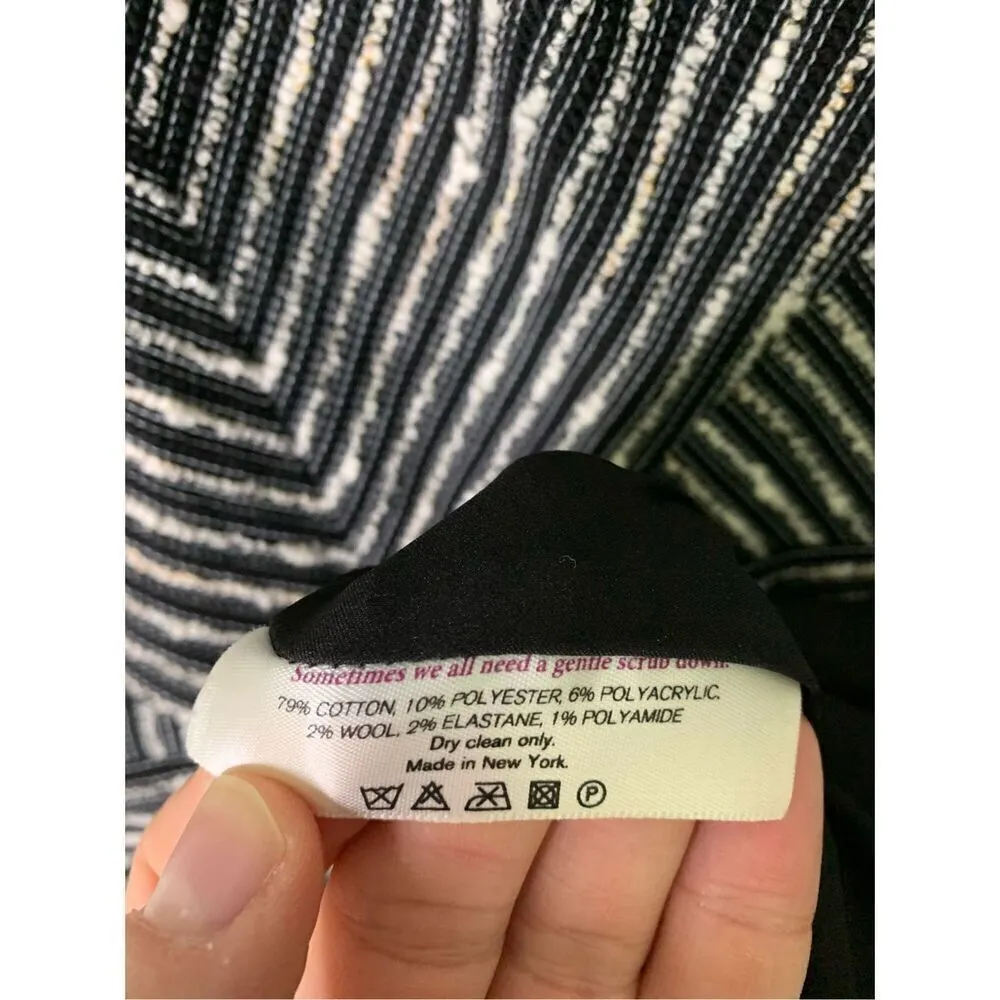 Sometimes we all need a gentle scrub down.
79% COTTON, 10% POLYESTER, 6% POLYACRYLIC.
2% WOOL, 2% ELASTANE, 1% POLYAMIDE
Dry clean only.
Made in New York.
P